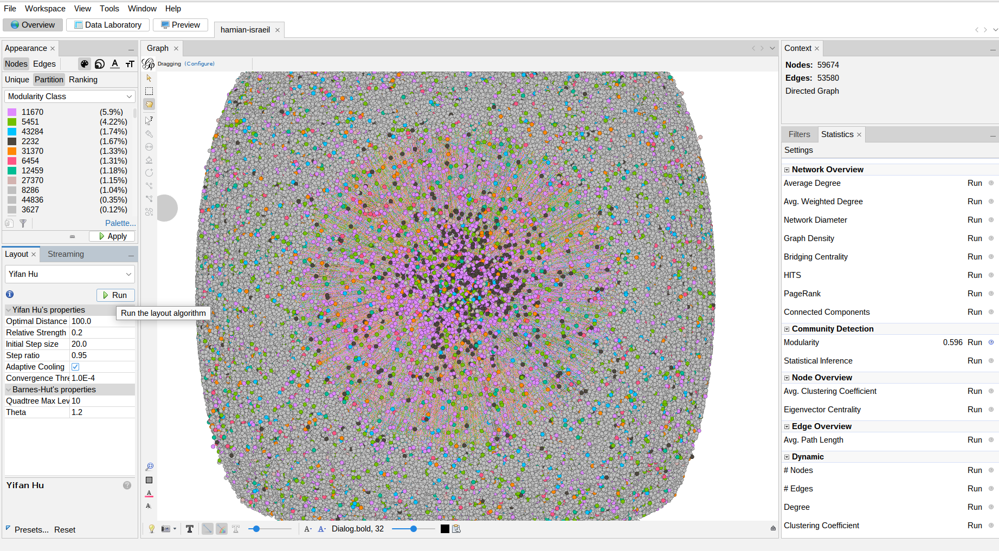 File Workspace View Tools Window Help
Overview Data Laboratory Preview hamian-israeil
Appearance
Nodes Edges
Unique Partition Ranking
Modularity Class
11670 (5.9%)
5451 (4.22%)
43284 (1.74%)
2232 (1.67%)
31370 (1.33%)
6454 (1.31%)
12459 (1.18%)
27370 (1.15%)
8286 (1.04%)
44836 (0.35%)
3627 (0.12%)
Palette...
Apply
Layout Streaming
Yifan Hu
Run
Yifan Hu's properties
Optimal Distance 100.0
Relative Strength 0.2
Initial Step size 20.0
Step ratio 0.95
Adaptive Cooling
Convergence Thre 1.0E-4
Barnes-Hut's properties
Quadtree Max Lev 10
Theta 1.2
Yifan Hu
Presets... Reset
Graph
Dragging (Configure)
Run the layout algorithm
Dialog.bold, 32
Context
Nodes: 59674
Edges: 53580
Directed Graph
Filters Statistics
Settings
Network Overview
Average Degree Run
Avg. Weighted Degree Run
Network Diameter Run
Graph Density Run
Bridging Centrality Run
HITS Run
PageRank Run
Connected Components Run
Community Detection
Modularity 0.596 Run
Statistical Inference Run
Node Overview
Avg. Clustering Coefficient Run
Eigenvector Centrality Run
Edge Overview
Avg. Path Length Run
Dynamic
# Nodes Run
# Edges Run
Degree Run
Clustering Coefficient Run